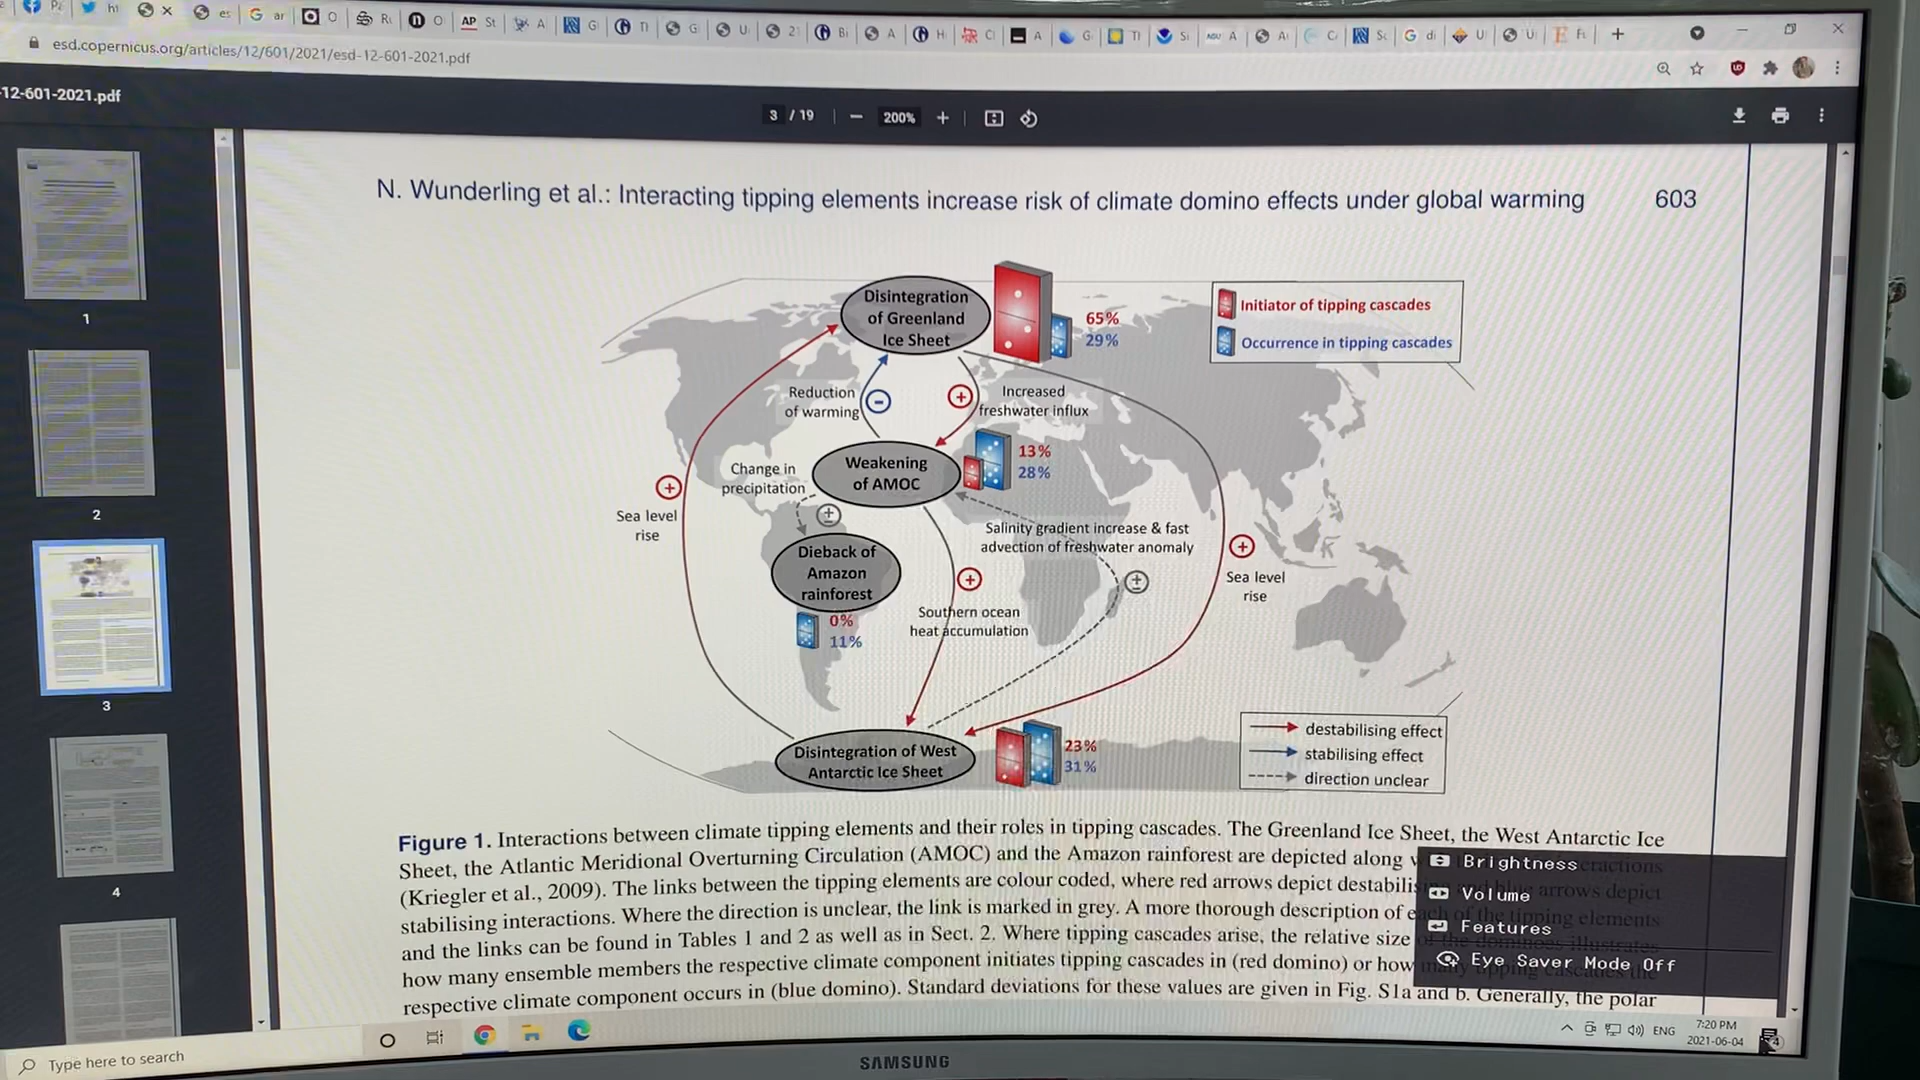 esd.copernicus.org/articles/12/601/2021/esd-12-601-2021.pdf
-12-601-2021.pdf
3 / 19
200%
N. Wunderling et al.: Interacting tipping elements increase risk of climate domino effects under global warming
603
Disintegration
of Greenland
Ice Sheet
65%
29%
Initiator of tipping cascades
Occurrence in tipping cascades
Reduction
of warming
Increased
freshwater influx
Weakening
of AMOC
13%
28%
Change in
precipitation
Sea level
rise
Salinity gradient increase & fast
advection of freshwater anomaly
Dieback of
Amazon
rainforest
0%
11%
Southern ocean
heat accumulation
Sea level
rise
Disintegration of West
Antarctic Ice Sheet
23%
31%
destabilising effect
stabilising effect
direction unclear
Figure 1. Interactions between climate tipping elements and their roles in tipping cascades. The Greenland Ice Sheet, the West Antarctic Ice
Sheet, the Atlantic Meridional Overturning Circulation (AMOC) and the Amazon rainforest are depicted along
(Kriegler et al., 2009). The links between the tipping elements are colour coded, where red arrows depict arrows depict
stabilising interactions. Where the direction is unclear, the link is marked in grey. A more thorough description of of the tipping elements
and the links can be found in Tables 1 and 2 as well as in Sect. 2. Where tipping cascades arise, the relative size
how many ensemble members the respective climate component initiates tipping cascades in (red domino) or how
respective climate component occurs in (blue domino). Standard deviations for these values are given in Fig. S1a and b. Generally, the polar
Brightness
Volume
Features
Eye Saver Mode Off
1
2
3
4
Type here to search
ENG
7:20 PM
2021-06-04
SAMSUNG